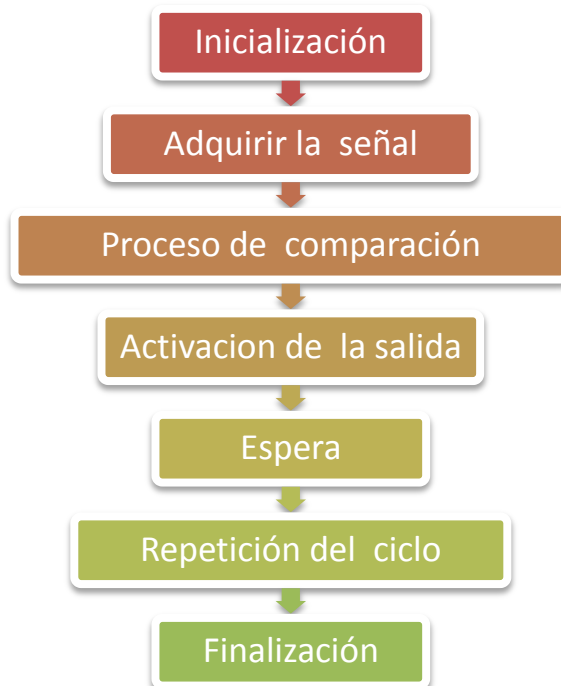 Inicialización
Adquirir la señal
Proceso de comparación
Activacion de la salida
Espera
Repetición del ciclo
Finalización